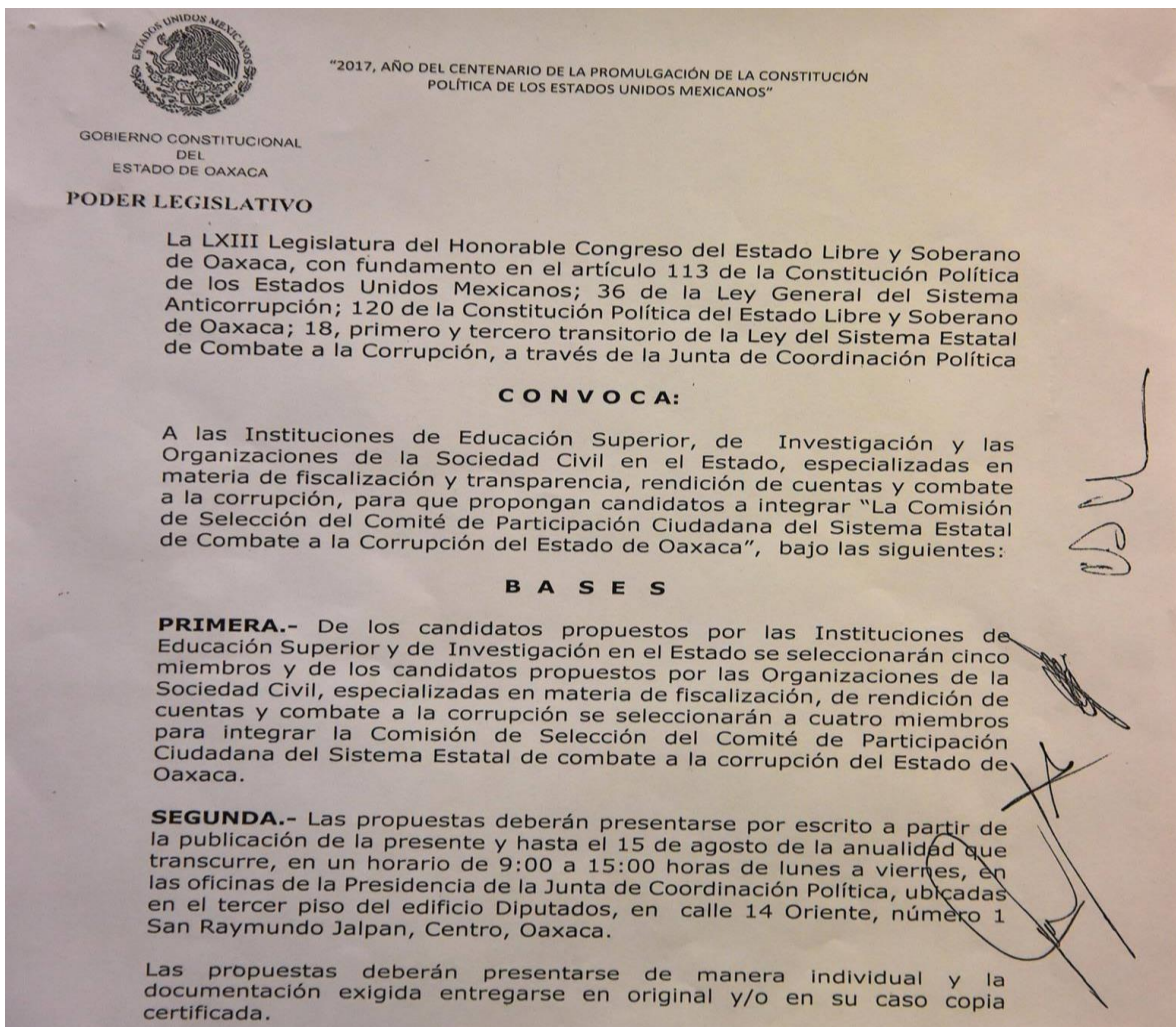 ESTADOS UNIDOS MEXICANOS
"2017, AÑO DEL CENTENARIO DE LA PROMULGACIÓN DE LA CONSTITUCIÓN
POLÍTICA DE LOS ESTADOS UNIDOS MEXICANOS"
GOBIERNO CONSTITUCIONAL
DEL
ESTADO DE OAXACA
PODER LEGISLATIVO
La LXIII Legislatura del Honorable Congreso del Estado Libre y Soberano
de Oaxaca, con fundamento en el artículo 113 de la Constitución Política
de los Estados Unidos Mexicanos; 36 de la Ley General del Sistema
Anticorrupción; 120 de la Constitución Política del Estado Libre y Soberano
de Oaxaca; 18, primero y tercero transitorio de la Ley del Sistema Estatal
de Combate a la Corrupción, a través de la Junta de Coordinación Política
C O N V O C A:
A las Instituciones de Educación Superior, de Investigación y las
Organizaciones de la Sociedad Civil en el Estado, especializadas en
materia de fiscalización y transparencia, rendición de cuentas y combate
a la corrupción, para que propongan candidatos a integrar "La Comisión
de Selección del Comité de Participación Ciudadana del Sistema Estatal
de Combate a la Corrupción del Estado de Oaxaca", bajo las siguientes:
B A S E S
PRIMERA.- De los candidatos propuestos por las Instituciones de
Educación Superior y de Investigación en el Estado se seleccionarán cinco
miembros y de los candidatos propuestos por las Organizaciones de la
Sociedad Civil, especializadas en materia de fiscalización, de rendición de
cuentas y combate a la corrupción se seleccionarán a cuatro miembros
para integrar la Comisión de Selección del Comité de Participación
Ciudadana del Sistema Estatal de combate a la corrupción del Estado de
Oaxaca.
SEGUNDA.- Las propuestas deberán presentarse por escrito a partir de
la publicación de la presente y hasta el 15 de agosto de la anualidad que
transcurre, en un horario de 9:00 a 15:00 horas de lunes a viernes, en
las oficinas de la Presidencia de la Junta de Coordinación Política, ubicadas
en el tercer piso del edificio Diputados, en calle 14 Oriente, número 1
San Raymundo Jalpan, Centro, Oaxaca.
Las propuestas deberán presentarse de manera individual y la
documentación exigida entregarse en original y/o en su caso copia
certificada.